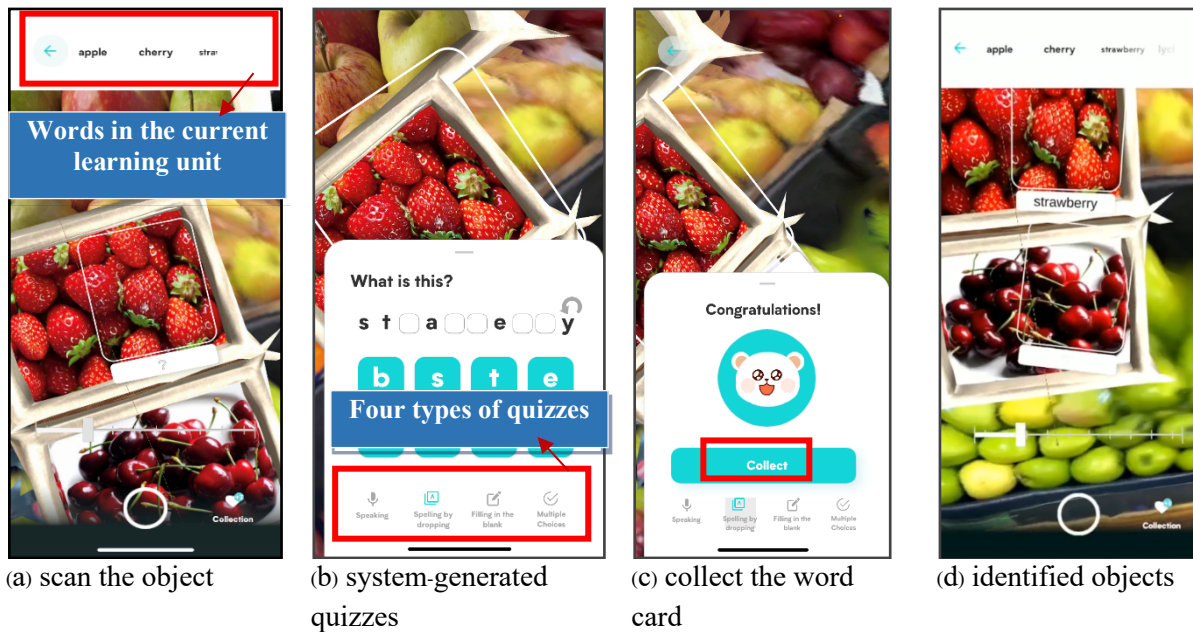 apple cherry straw
Words in the current
learning unit
?
Collection
(a) scan the object
What is this?
s t a e y
b s t e
Four types of quizzes
Speaking
Spelling by
dropping
Filling in the
blank
Multiple
Choices
(b) system-generated
quizzes
Congratulations!
Collect
Speaking
Spelling by
dropping
Filling in the
blank
Multiple
Choices
(c) collect the word
card
apple cherry strawberry
strawberry
Collection
(d) identified objects